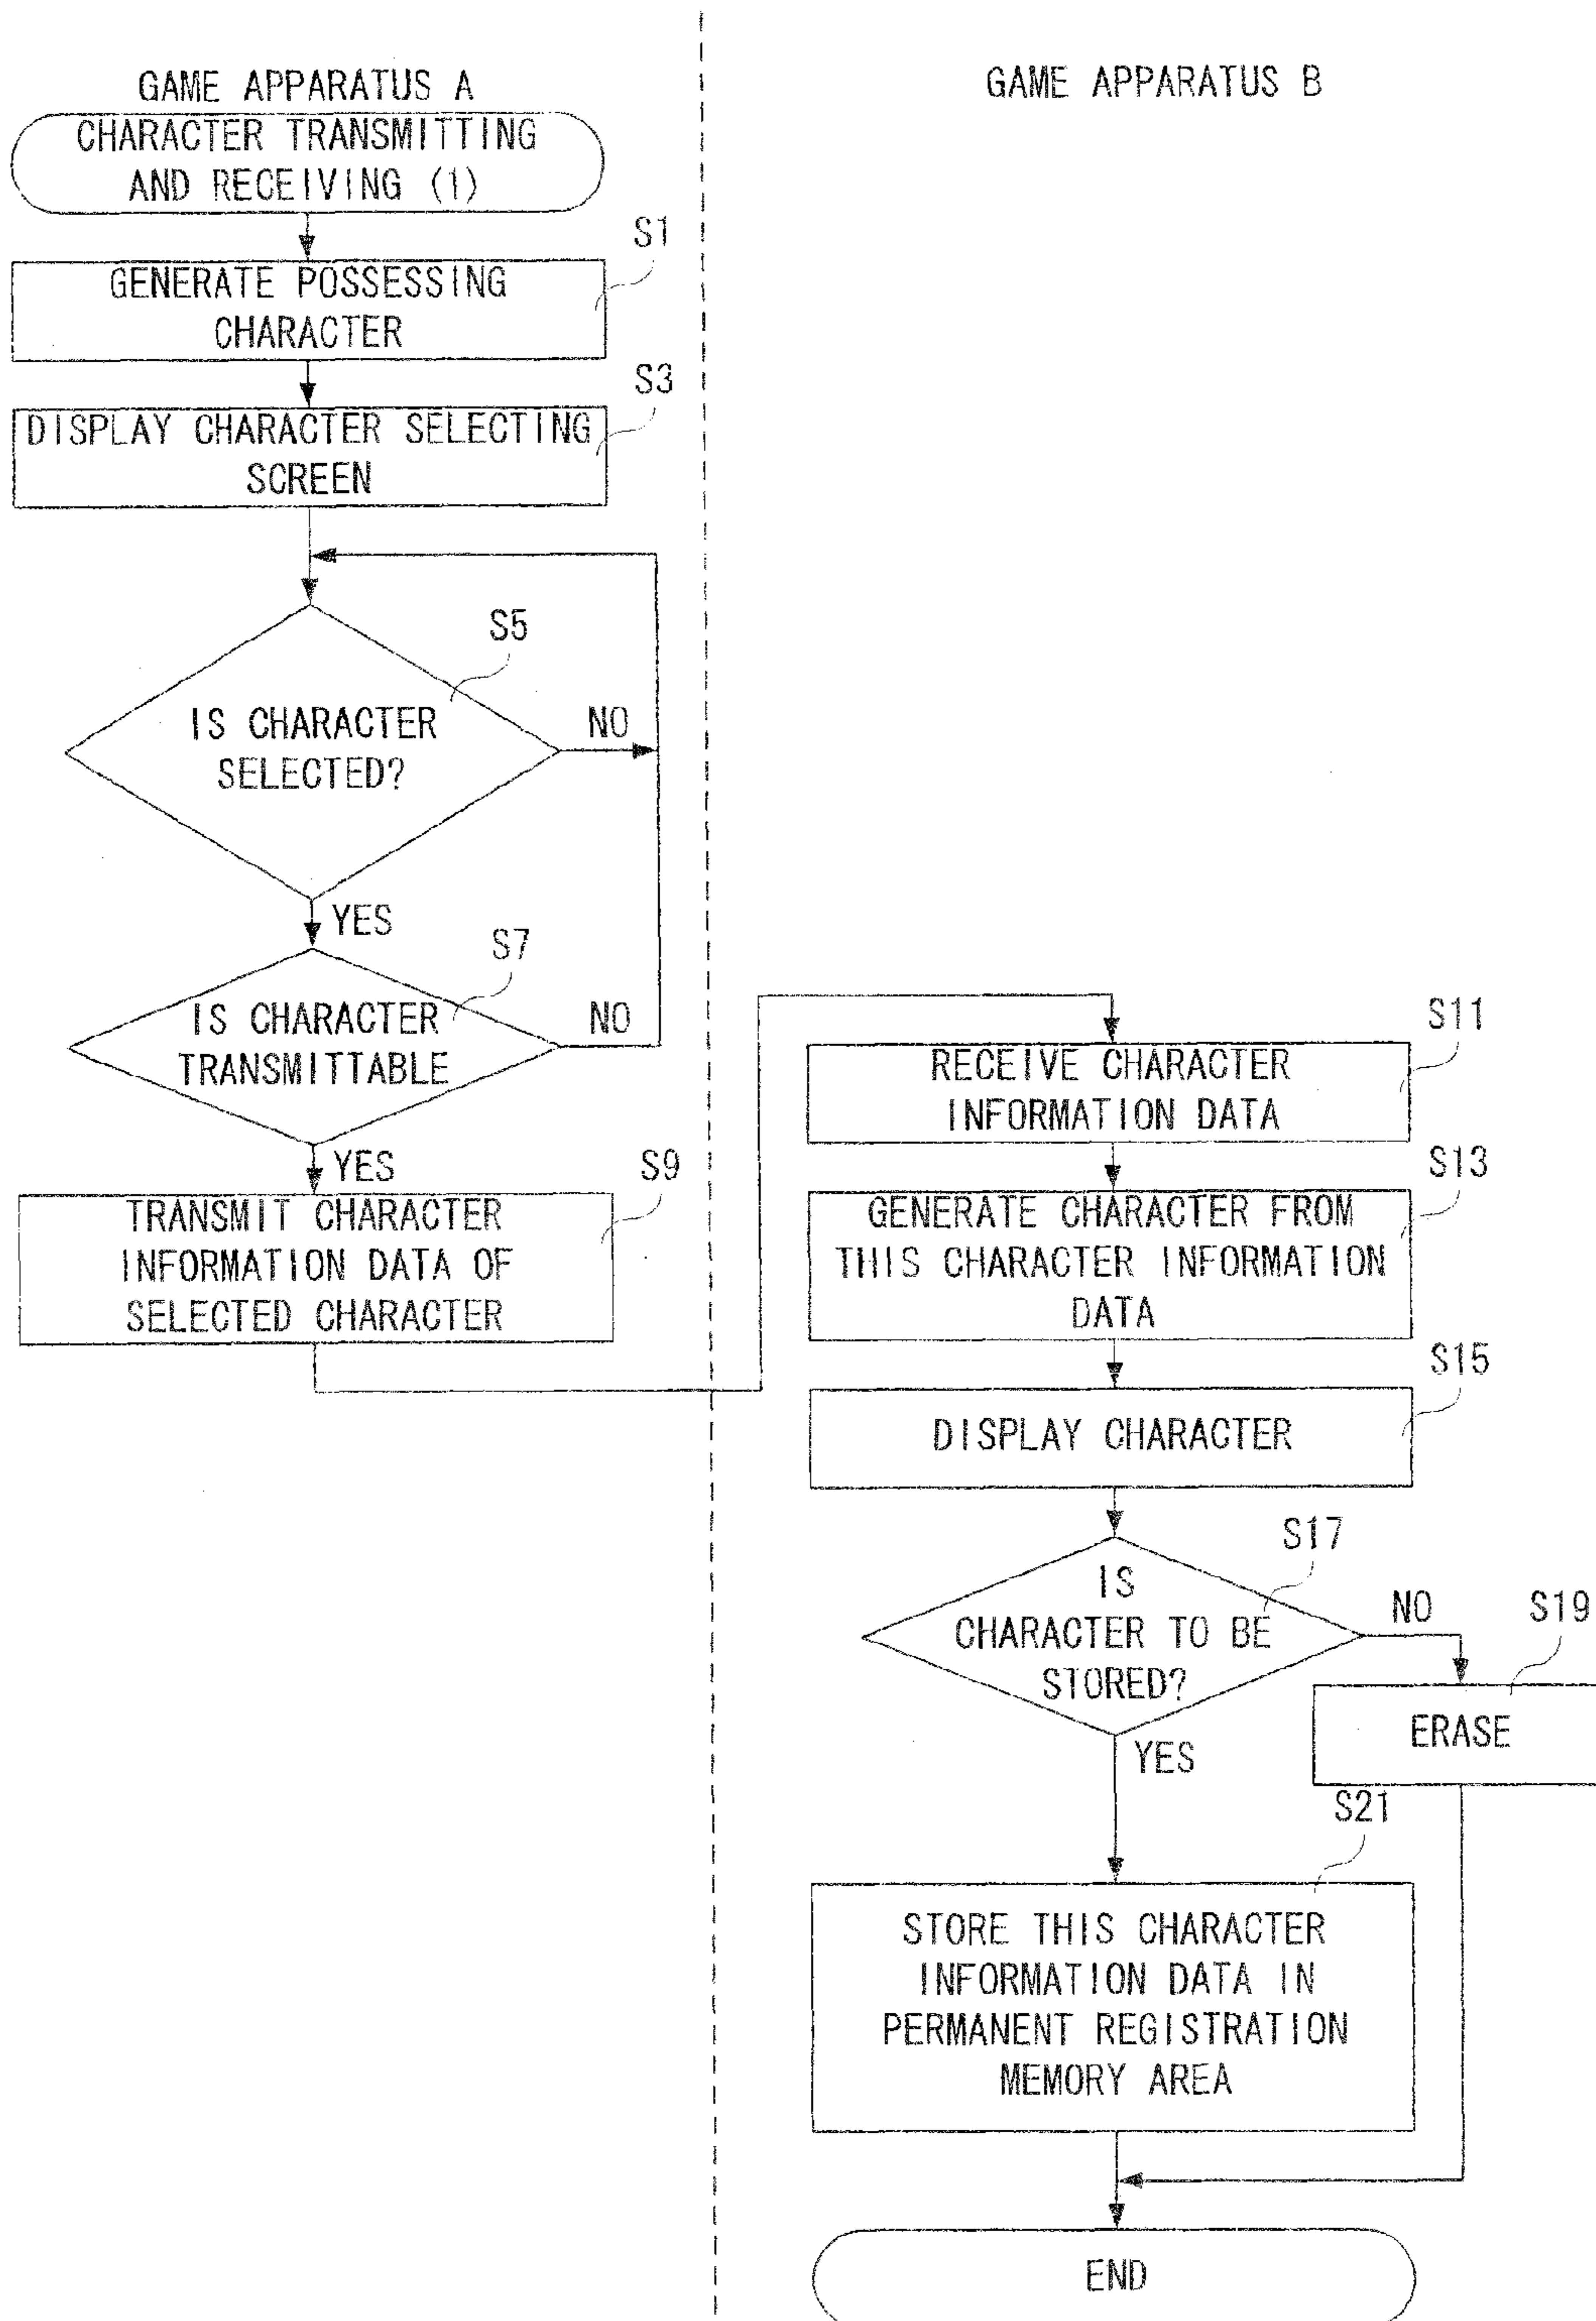 GAME APPARATUS A
CHARACTER TRANSMITTING
AND RECEIVING (1)
S1
GENERATE POSSESSING
CHARACTER
S3
DISPLAY CHARACTER SELECTING
SCREEN
S5
IS CHARACTER
SELECTED?
NO
YES
S7
IS CHARACTER
TRANSMITTABLE
NO
YES
S9
TRANSMIT CHARACTER
INFORMATION DATA OF
SELECTED CHARACTER
GAME APPARATUS B
S11
RECEIVE CHARACTER
INFORMATION DATA
S13
GENERATE CHARACTER FROM
THIS CHARACTER INFORMATION
DATA
S15
DISPLAY CHARACTER
S17
IS
CHARACTER TO BE
STORED?
NO
S19
ERASE
YES
S21
STORE THIS CHARACTER
INFORMATION DATA IN
PERMANENT REGISTRATION
MEMORY AREA
END